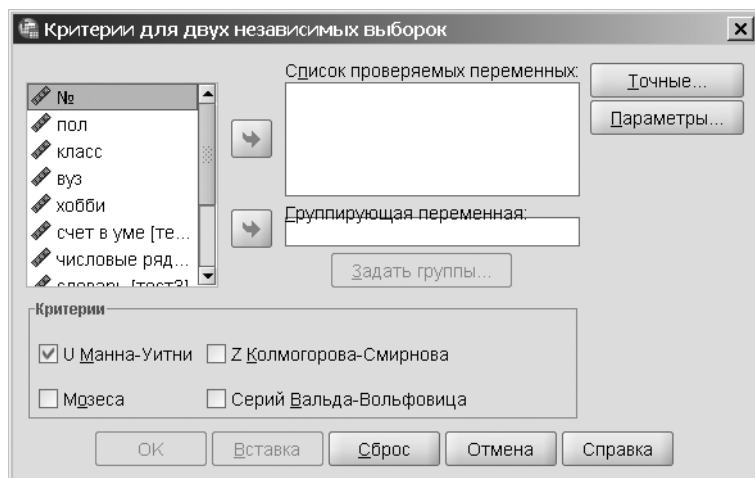 Критерии для двух независимых выборок
№
пол
класс
вуз
хобби
счет в уме [те...
числовые ряд...
словарь [тест3]
Список проверяемых переменных:
Группирующая переменная:
Задать группы...
Точные...
Параметры...
Критерии
U Манна-Уитни
Z Колмогорова-Смирнова
Мозеса
Серий Вальда-Вольфовица
OK
Вставка
Сброс
Отмена
Справка